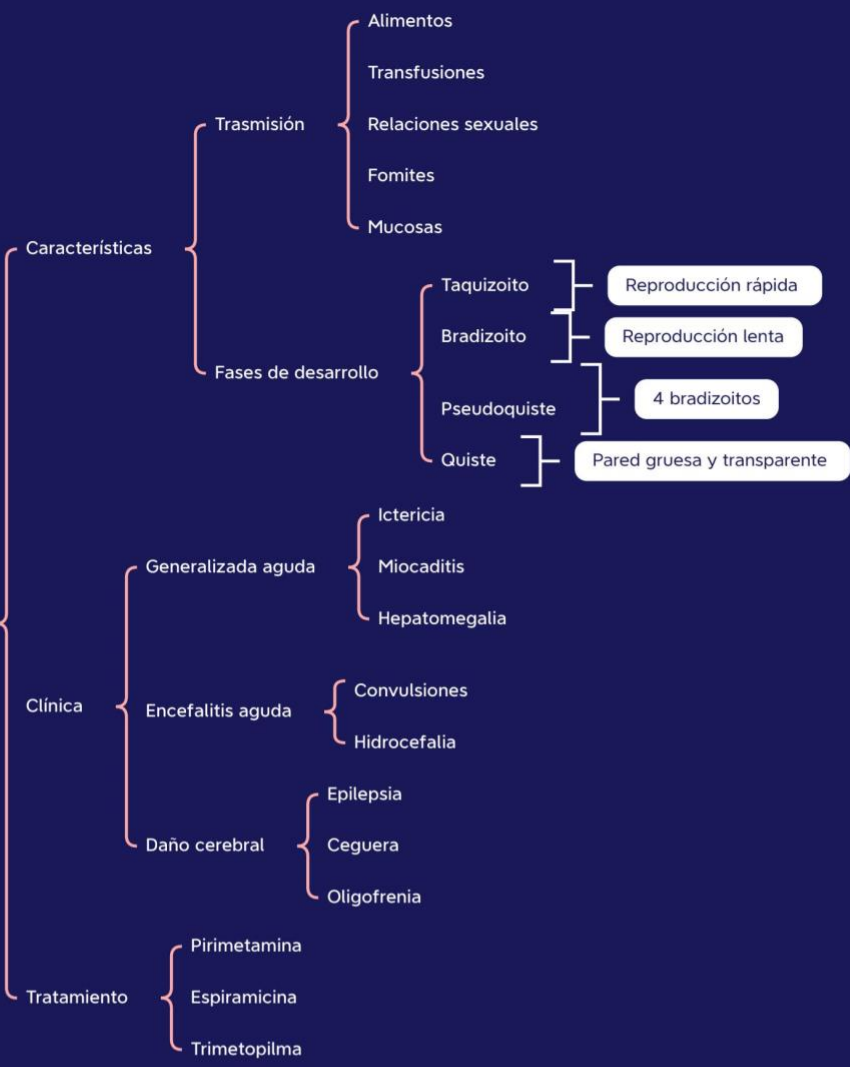 Características
Trasmisión
Alimentos
Transfusiones
Relaciones sexuales
Fomites
Mucosas
Fases de desarrollo
Taquizoito
Reproducción rápida
Bradizoito
Reproducción lenta
Pseudoquiste
4 bradizoitos
Quiste
Pared gruesa y transparente
Clínica
Generalizada aguda
Ictericia
Miocaditis
Hepatomegalia
Encefalitis aguda
Convulsiones
Hidrocefalia
Daño cerebral
Epilepsia
Ceguera
Oligofrenia
Tratamiento
Pirimetamina
Espiramicina
Trimetopilma